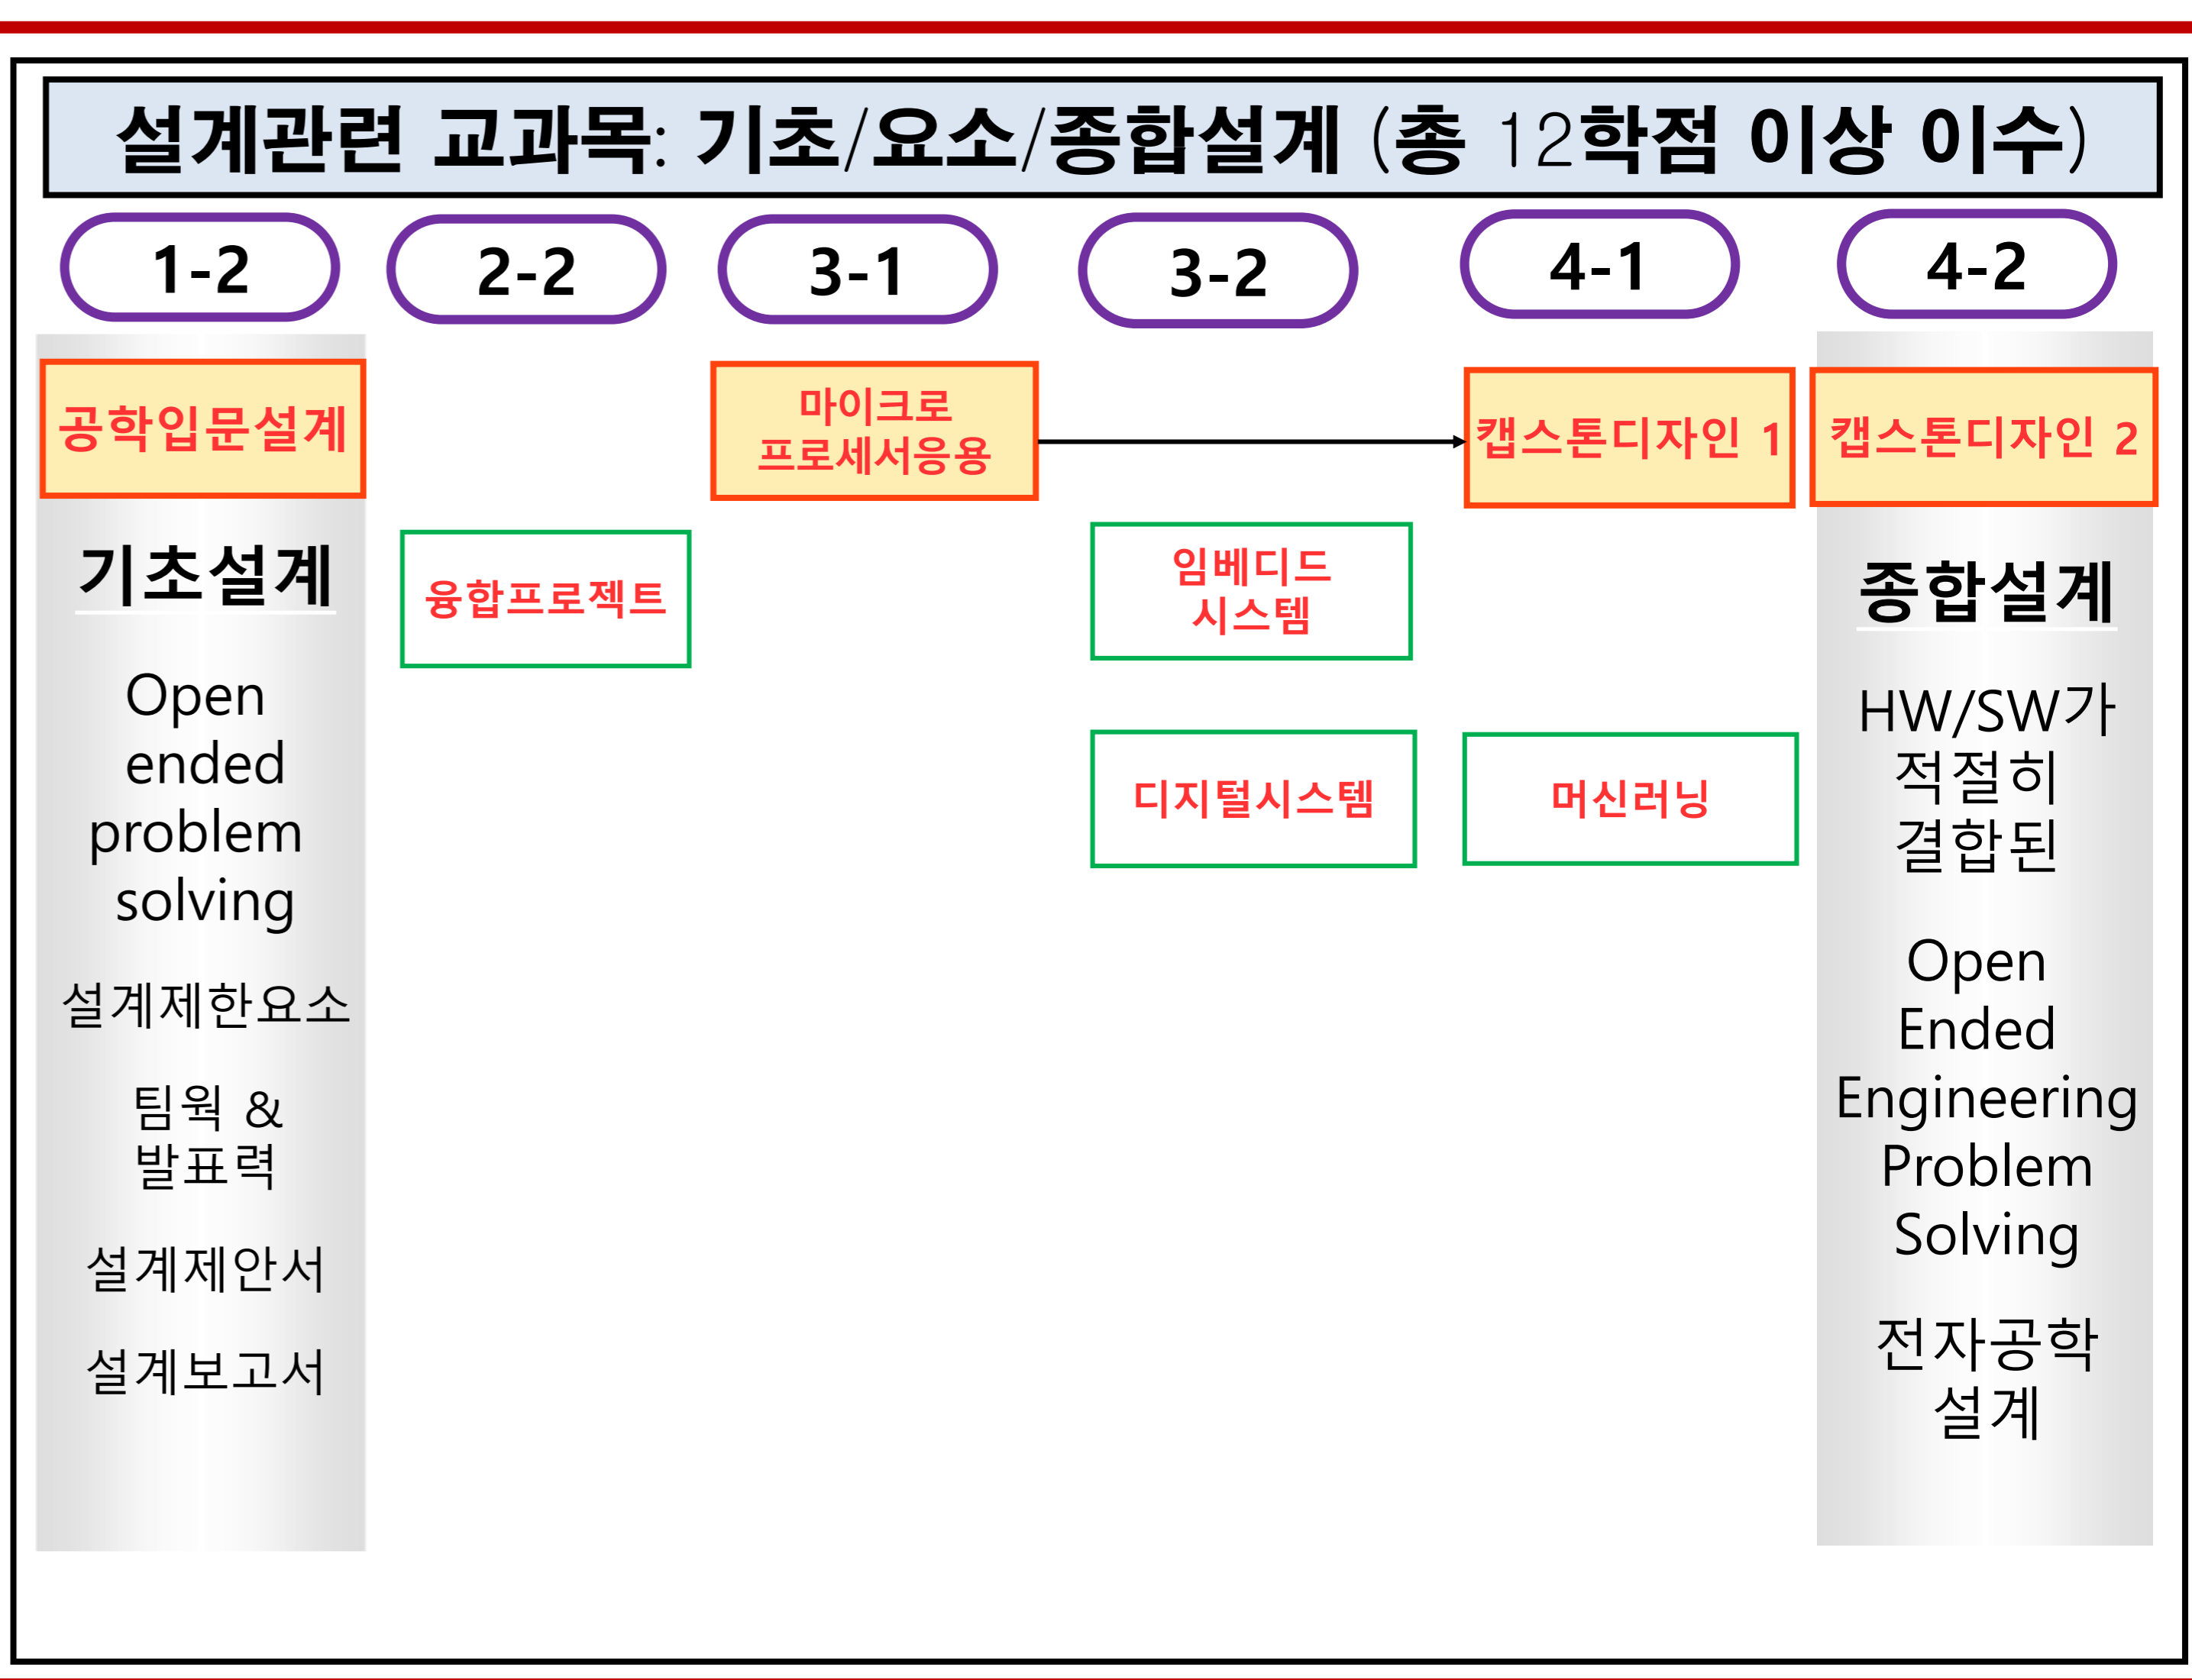 설계관련 교과목: 기초/요소/종합설계 (총 12학점 이상 이수)
1-2
2-2
3-1
3-2
4-1
4-2
공학입문설계
마이크로
프로세서응용
캡스톤디자인 1
캡스톤디자인 2
융합프로젝트
임베디드
시스템
디지털시스템
머신러닝
기초설계
Open
ended
problem
solving
설계제한요소
팀웍 &
발표력
설계제안서
설계보고서
종합설계
HW/SW가
적절히
결합된
Open
Ended
Engineering
Problem
Solving
전자공학
설계